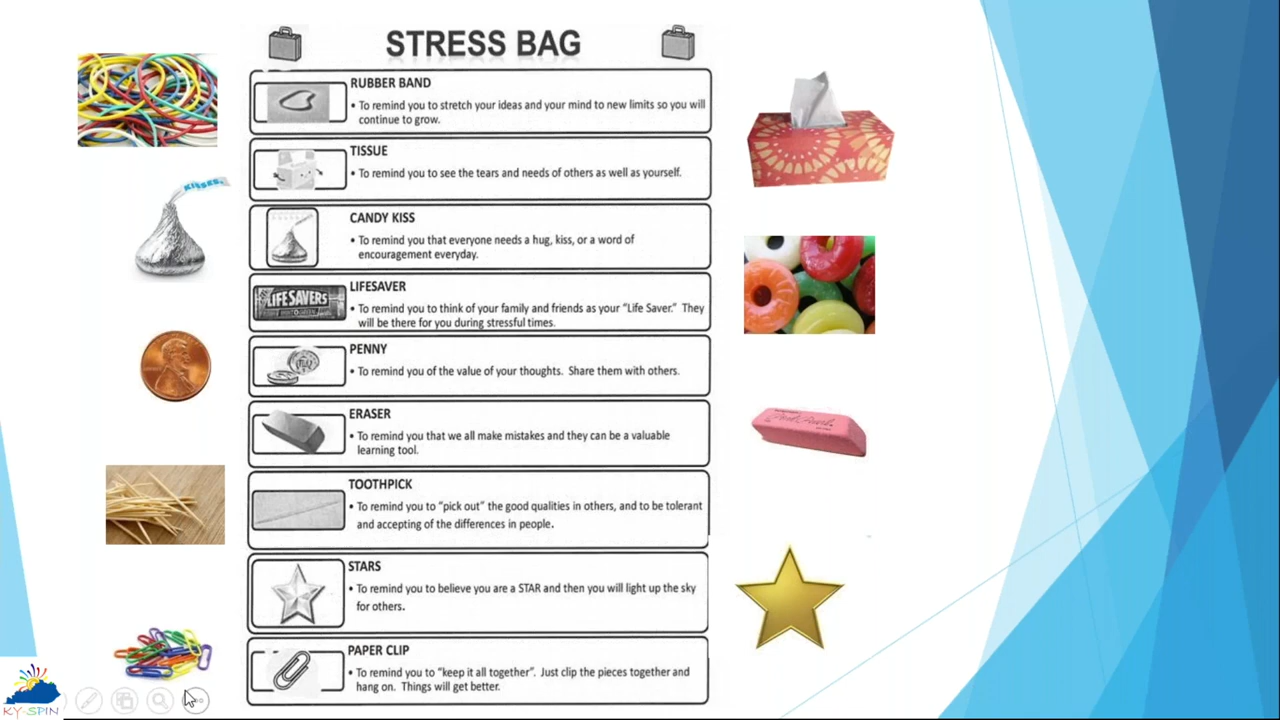 STRESS BAG
RUBBER BAND
• To remind you to stretch your ideas and your mind to new limits so you will
continue to grow.
TISSUE
• To remind you to see the tears and needs of others as well as yourself.
KISSES
CANDY KISS
• To remind you that everyone needs a hug, kiss, or a word of
encouragement everyday.
LIFESAVER
LIFE SAVERS
• To remind you to think of your family and friends as your “Life Saver.” They
will be there for you during stressful times.
PENNY
• To remind you of the value of your thoughts. Share them with others.
ERASER
• To remind you that we all make mistakes and they can be a valuable
learning tool.
TOOTHPICK
• To remind you to “pick out” the good qualities in others, and to be tolerant
and accepting of the differences in people.
STARS
• To remind you to believe you are a STAR and then you will light up the sky
for others.
PAPER CLIP
• To remind you to “keep it all together”. Just clip the pieces together and
hang on. Things will get better.
KY-SPIN